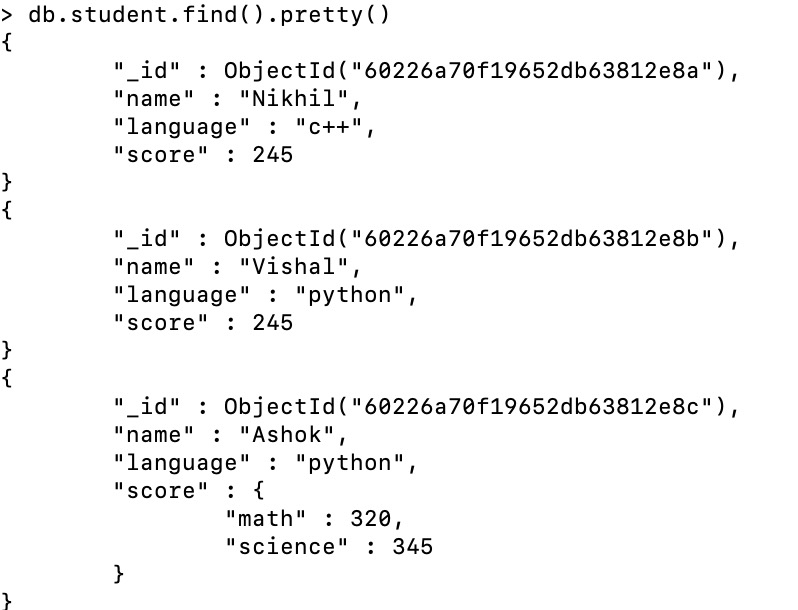 > db.student.find().pretty()
{
        "_id" : ObjectId("60226a70f19652db63812e8a"),
        "name" : "Nikhil",
        "language" : "c++",
        "score" : 245
}
{
        "_id" : ObjectId("60226a70f19652db63812e8b"),
        "name" : "Vishal",
        "language" : "python",
        "score" : 245
}
{
        "_id" : ObjectId("60226a70f19652db63812e8c"),
        "name" : "Ashok",
        "language" : "python",
        "score" : {
                "math" : 320,
                "science" : 345
        }
}